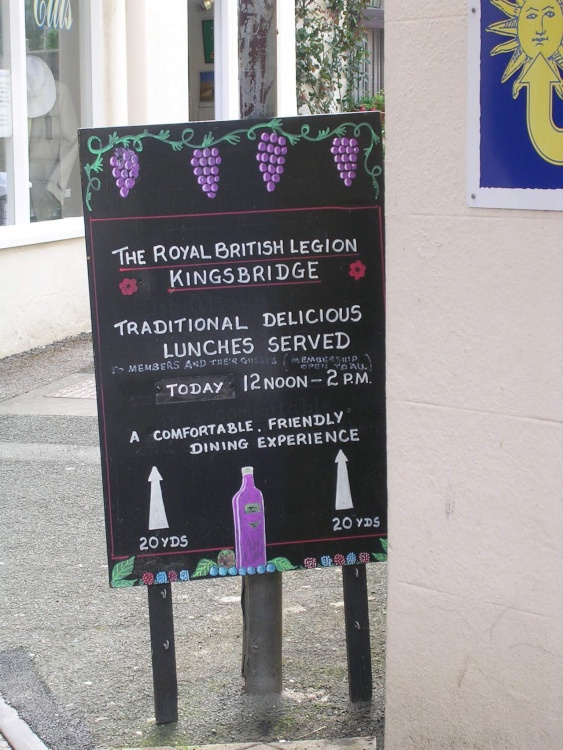 THE ROYAL BRITISH LEGION
KINGSBRIDGE
TRADITIONAL DELICIOUS
LUNCHES SERVED
TO MEMBERS AND THEIR GUESTS (MEMBERSHIP
OPEN TO ALL)
TODAY 12 NOON – 2 P.M.
A COMFORTABLE, FRIENDLY
DINING EXPERIENCE
20 YDS
20 YDS